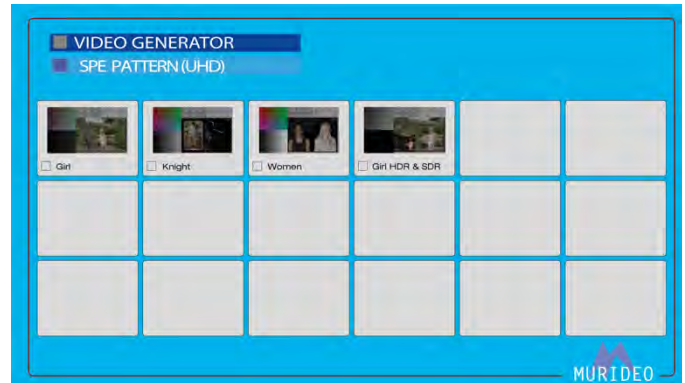 VIDEO GENERATOR
SPE PATTERN (UHD)
Girl
Knight
Women
Girl HDR & SDR
MURIDEO